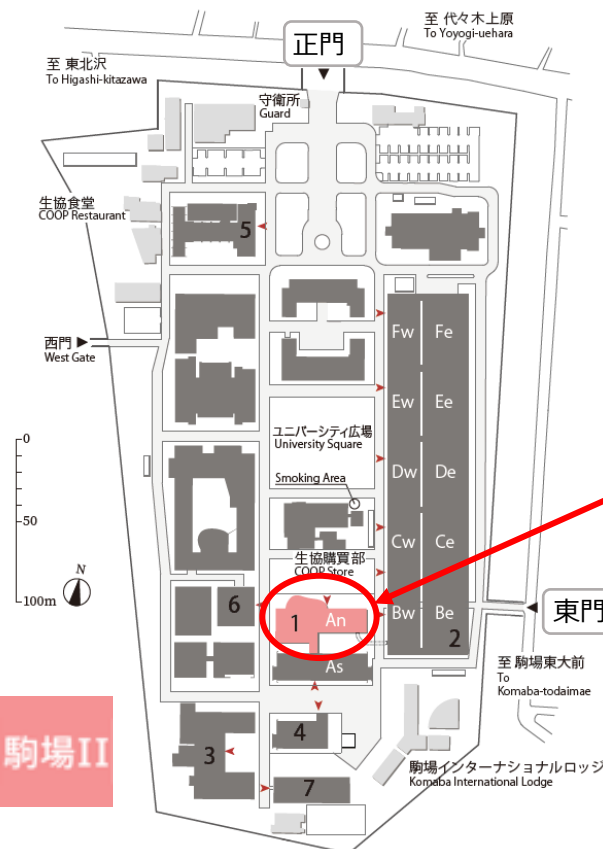 至 代々木上原
To Yoyogi-uehara
正門
▼
至 東北沢
To Higashi-kitazawa
守衛所
Guard
生協食堂
COOP Restaurant
5
西門 ▶
West Gate
Fw
Fe
Ew
Ee
ユニバーシティ広場
University Square
Dw
De
Smoking Area
0
50
100m
N
Cw
Ce
生協購買部
COOP Store
6
1
An
Bw
Be
2
◀ 東門
As
至 駒場東大前
To
Komaba-todaimae
4
3
7
駒場II
駒場インターナショナルロッジ
Komaba International Lodge